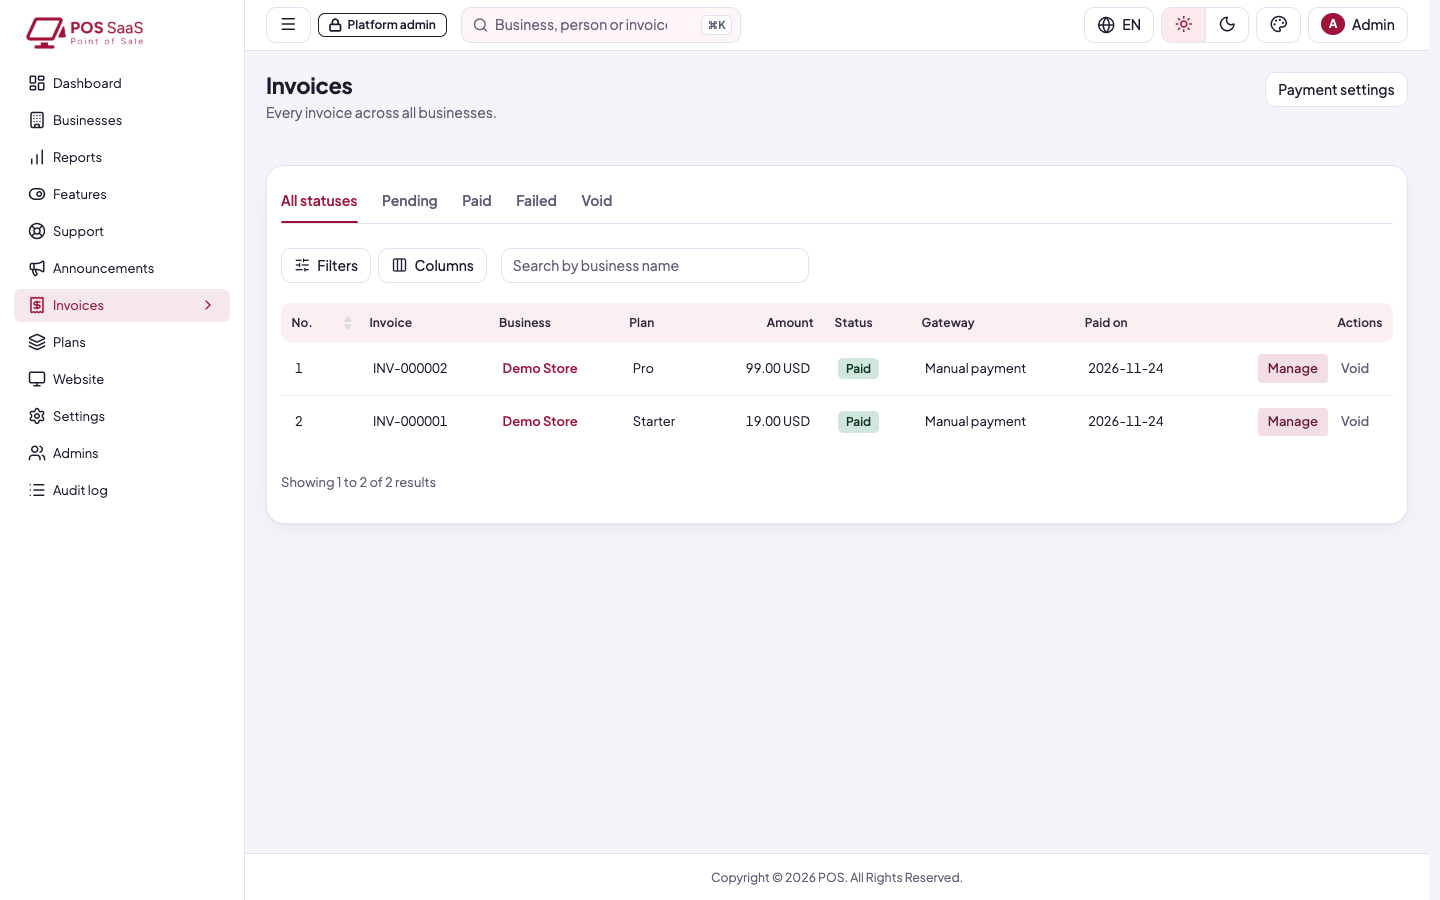 POS SaaS
Point of Sale
Dashboard
Businesses
Reports
Features
Support
Announcements
Invoices
Plans
Website
Settings
Admins
Audit log
Platform admin
Business, person or invoice
⌘K
EN
A Admin
Invoices
Every invoice across all businesses.
Payment settings
All statuses Pending Paid Failed Void
Filters Columns Search by business name
No. Invoice Business Plan Amount Status Gateway Paid on Actions
1 INV-000002 Demo Store Pro 99.00 USD Paid Manual payment 2026-11-24 Manage Void
2 INV-000001 Demo Store Starter 19.00 USD Paid Manual payment 2026-11-24 Manage Void
Showing 1 to 2 of 2 results
Copyright © 2026 POS. All Rights Reserved.